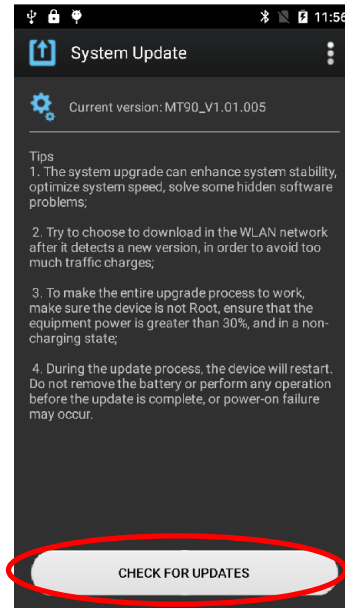 11:56
System Update
Current version: MT90_V1.01.005
Tips
1. The system upgrade can enhance system stability,
optimize system speed, solve some hidden software
problems;
2. Try to choose to download in the WLAN network
after it detects a new version, in order to avoid too
much traffic charges;
3. To make the entire upgrade process to work,
make sure the device is not Root, ensure that the
equipment power is greater than 30%, and in a non-
charging state;
4. During the update process, the device will restart.
Do not remove the battery or perform any operation
before the update is complete, or power-on failure
may occur.
CHECK FOR UPDATES